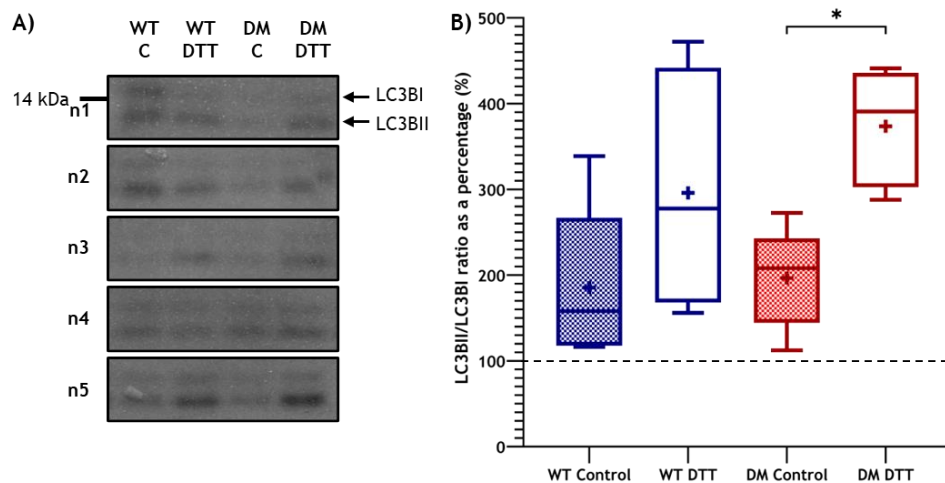 A)
WT WT DM DM
C DTT C DTT
14 kDa
n1
LC3BI
LC3BII
n2
n3
n4
n5
B)
*
LC3BII/LC3BI ratio as a percentage (%)
500
400
300
200
100
0
WT Control WT DTT DM Control DM DTT